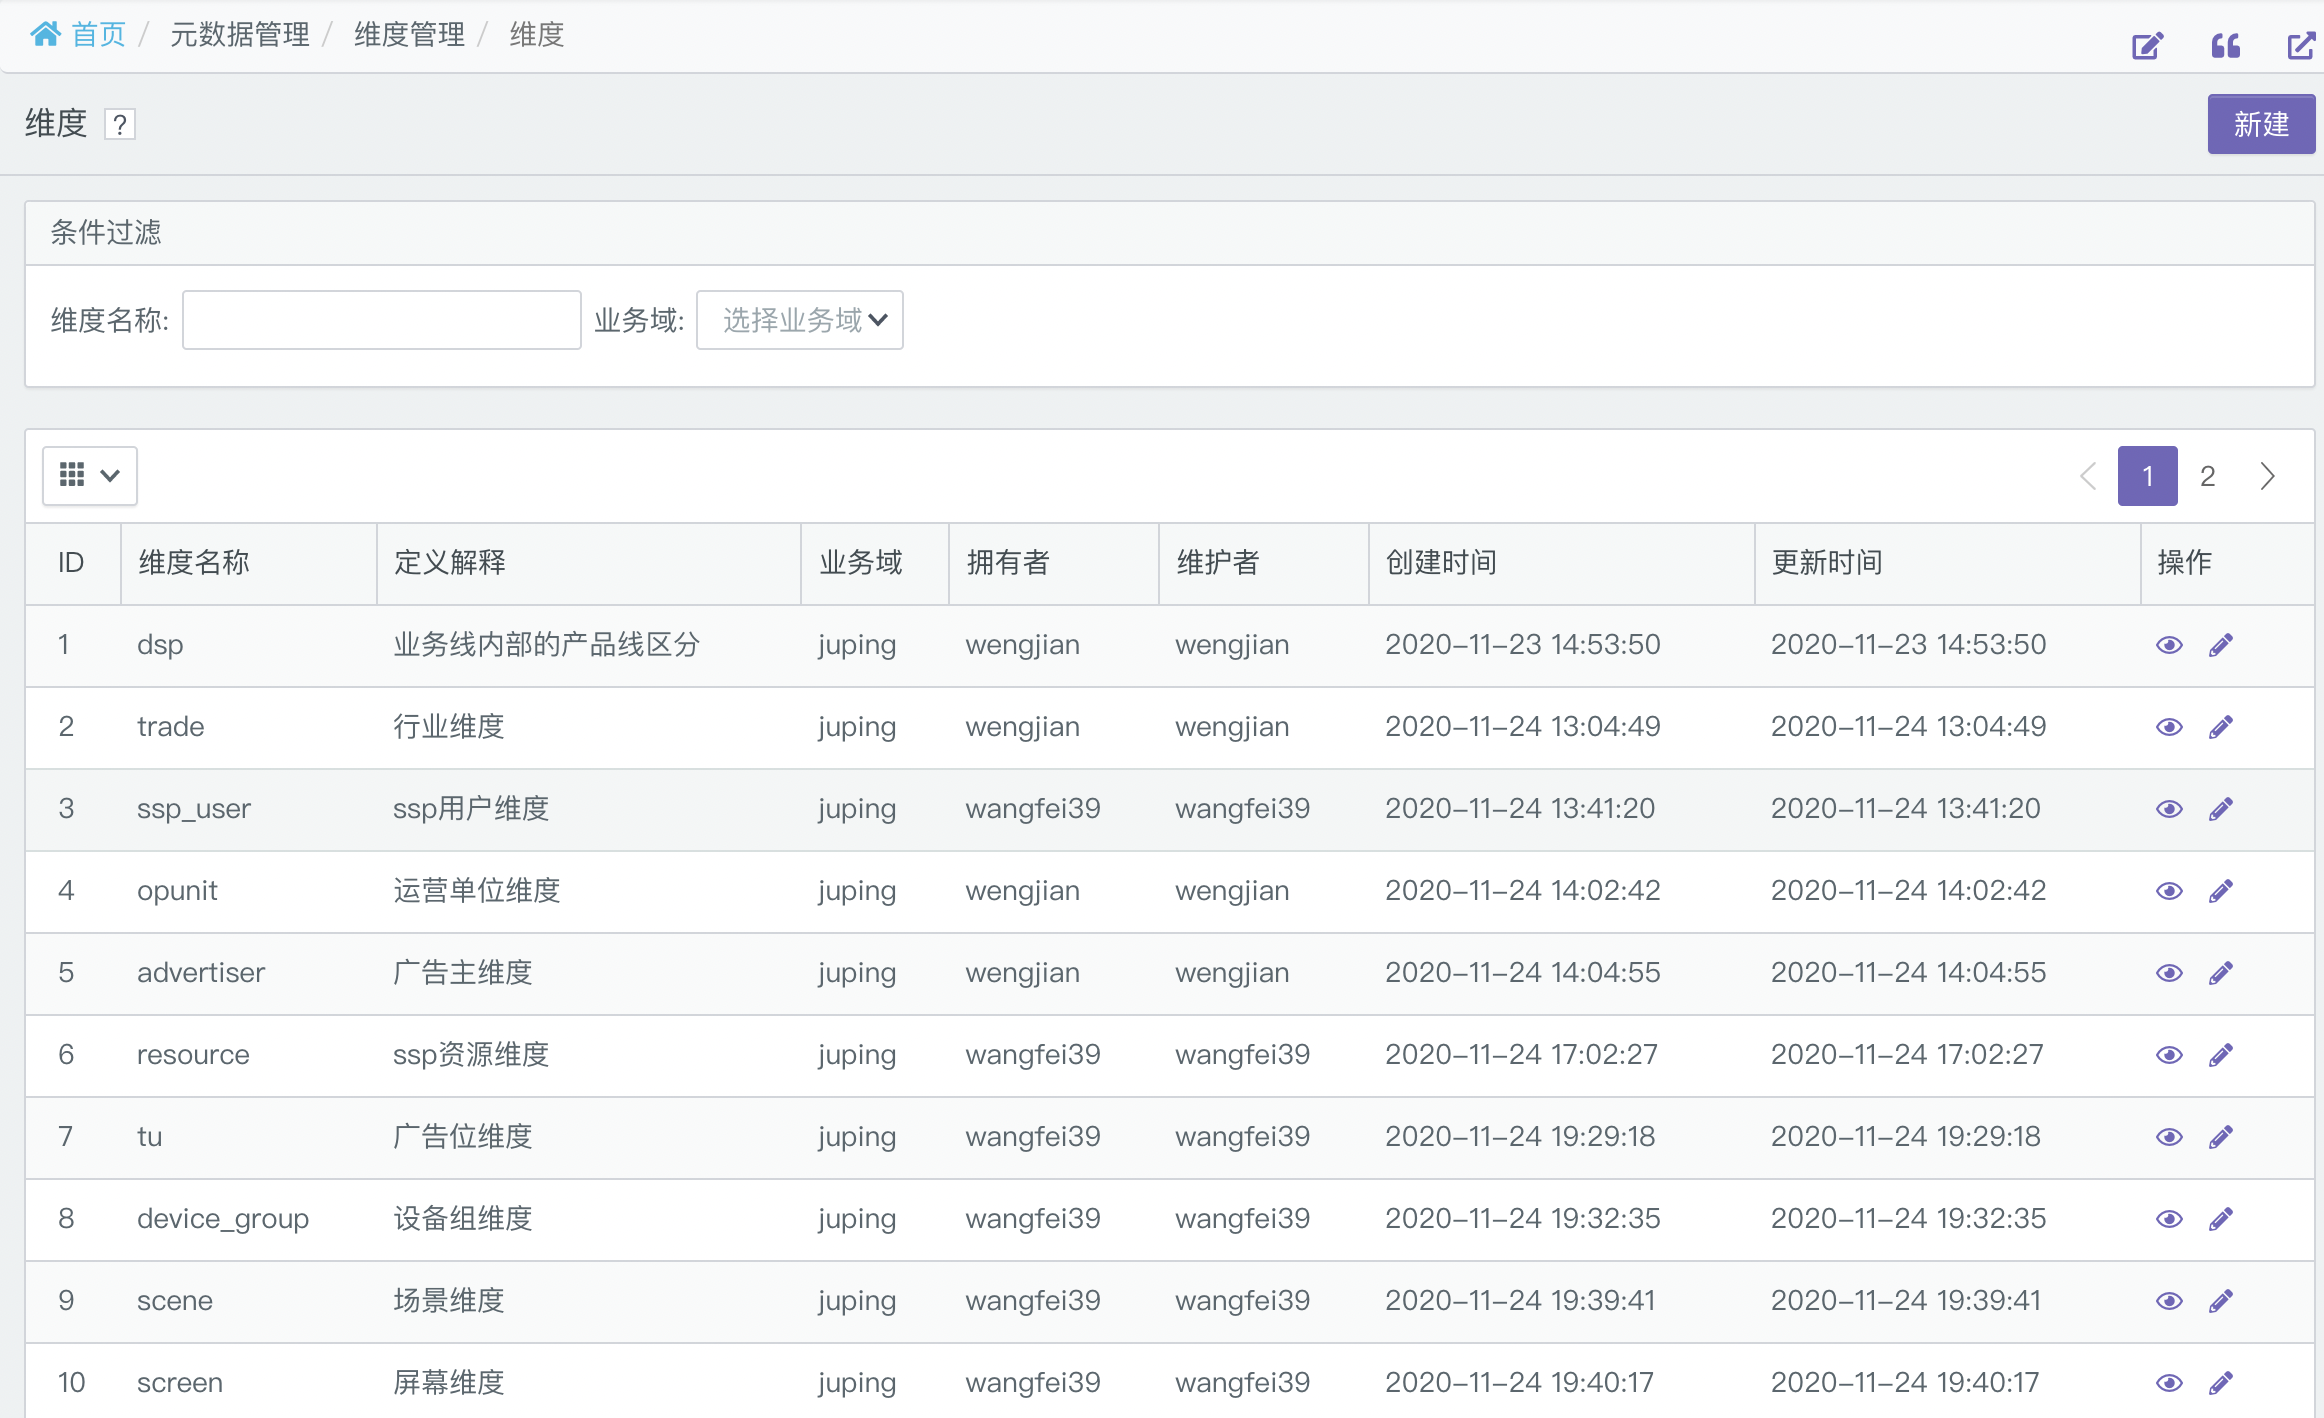 首页 / 元数据管理 / 维度管理 / 维度
维度 ? 新建
条件过滤
维度名称: 业务域: 选择业务域
1 2
ID 维度名称 定义解释 业务域 拥有者 维护者 创建时间 更新时间 操作
1 dsp 业务线内部的产品线区分 juping wengjian wengjian 2020-11-23 14:53:50 2020-11-23 14:53:50
2 trade 行业维度 juping wengjian wengjian 2020-11-24 13:04:49 2020-11-24 13:04:49
3 ssp_user ssp用户维度 juping wangfei39 wangfei39 2020-11-24 13:41:20 2020-11-24 13:41:20
4 opunit 运营单位维度 juping wengjian wengjian 2020-11-24 14:02:42 2020-11-24 14:02:42
5 advertiser 广告主维度 juping wengjian wengjian 2020-11-24 14:04:55 2020-11-24 14:04:55
6 resource ssp资源维度 juping wangfei39 wangfei39 2020-11-24 17:02:27 2020-11-24 17:02:27
7 tu 广告位维度 juping wangfei39 wangfei39 2020-11-24 19:29:18 2020-11-24 19:29:18
8 device_group 设备组维度 juping wangfei39 wangfei39 2020-11-24 19:32:35 2020-11-24 19:32:35
9 scene 场景维度 juping wangfei39 wangfei39 2020-11-24 19:39:41 2020-11-24 19:39:41
10 screen 屏幕维度 juping wangfei39 wangfei39 2020-11-24 19:40:17 2020-11-24 19:40:17